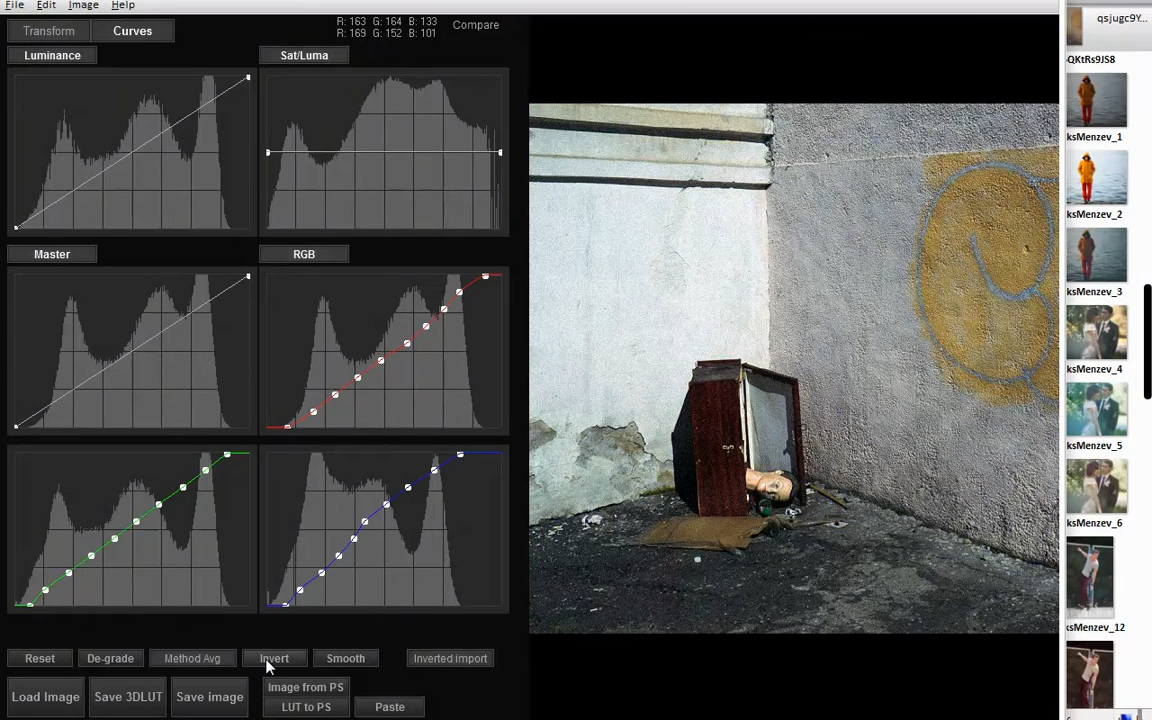 File Edit Image Help
Transform Curves
R: 163 G: 164 B: 133
R: 169 G: 152 B: 101
Compare
Luminance Sat/Luma
Master RGB
Reset De-grade Method Avg Invert Smooth Inverted import
Load Image Save 3DLUT Save image
Image from PS
LUT to PS Paste
qsjugc9Y...
QKtRs9JS8
ksMenzev_1
ksMenzev_2
ksMenzev_3
ksMenzev_4
ksMenzev_5
ksMenzev_6
ksMenzev_12